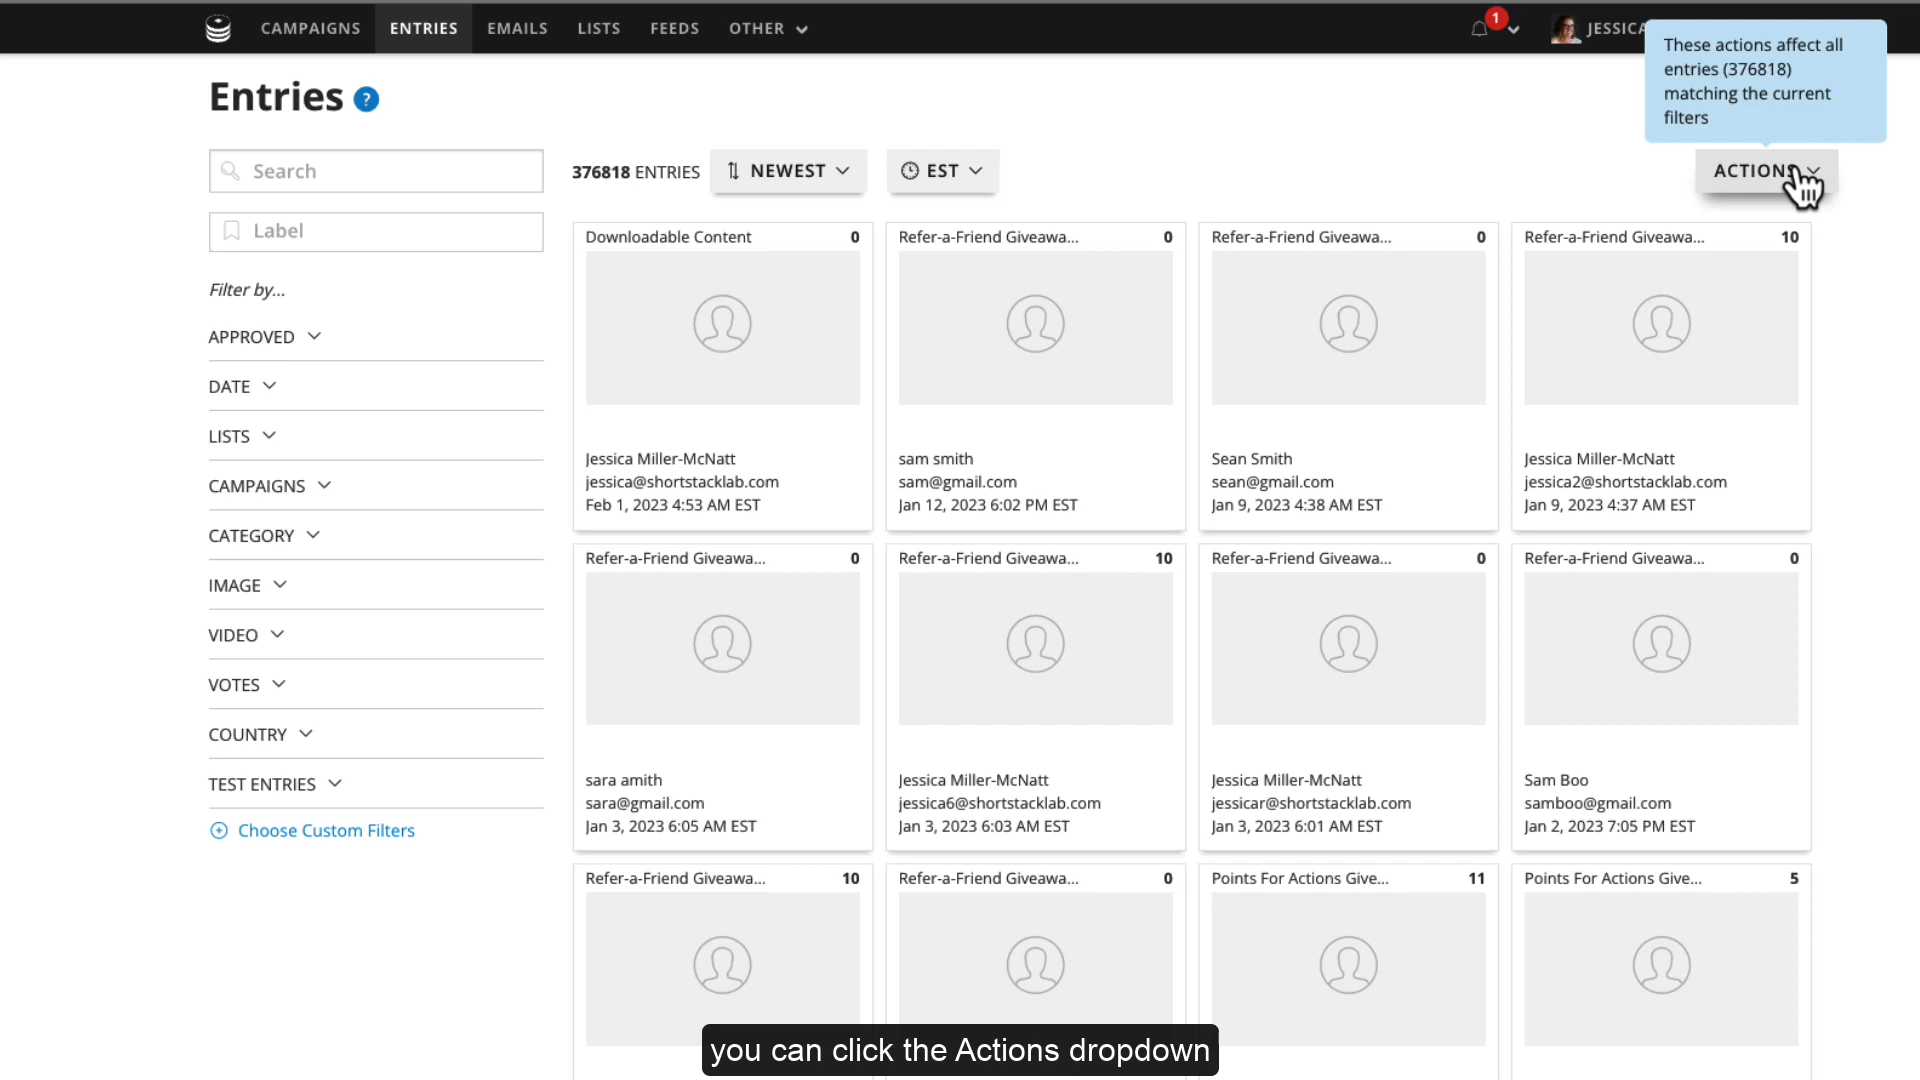 CAMPAIGNS ENTRIES EMAILS LISTS FEEDS OTHER 1
These actions affect all
entries (376818)
matching the current
filters
Entries ?
Search
376818 ENTRIES NEWEST EST ACTIONS
Label
Filter by...
APPROVED
DATE
LISTS
CAMPAIGNS
CATEGORY
IMAGE
VIDEO
VOTES
COUNTRY
TEST ENTRIES
Choose Custom Filters
Downloadable Content 0
Jessica Miller-McNatt
jessica@shortstacklab.com
Feb 1, 2023 4:53 AM EST
Refer-a-Friend Giveawa... 0
sam smith
sam@gmail.com
Jan 12, 2023 6:02 PM EST
Refer-a-Friend Giveawa... 0
Sean Smith
sean@gmail.com
Jan 9, 2023 4:38 AM EST
Refer-a-Friend Giveawa... 10
Jessica Miller-McNatt
jessica2@shortstacklab.com
Jan 9, 2023 4:37 AM EST
Refer-a-Friend Giveawa... 0
sara amith
sara@gmail.com
Jan 3, 2023 6:05 AM EST
Refer-a-Friend Giveawa... 10
Jessica Miller-McNatt
jessica6@shortstacklab.com
Jan 3, 2023 6:03 AM EST
Refer-a-Friend Giveawa... 0
Jessica Miller-McNatt
jessicar@shortstacklab.com
Jan 3, 2023 6:01 AM EST
Refer-a-Friend Giveawa... 0
Sam Boo
samboo@gmail.com
Jan 2, 2023 7:05 PM EST
Refer-a-Friend Giveawa... 10
Refer-a-Friend Giveawa... 0
Points For Actions Give... 11
Points For Actions Give... 5
you can click the Actions dropdown